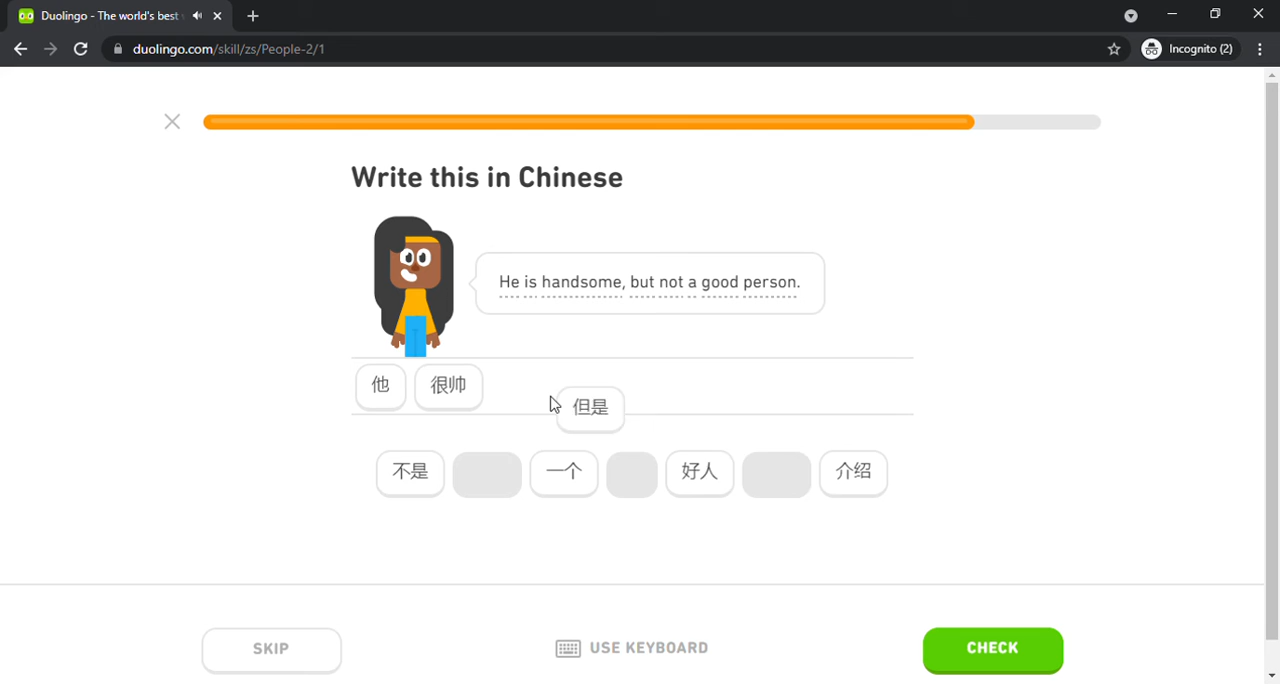 Duolingo - The world's best
duolingo.com/skill/zs/People-2/1
Incognito (2)
Write this in Chinese
He is handsome, but not a good person.
他 很帅
但是
不是 一个 好人 介绍
SKIP
USE KEYBOARD
CHECK